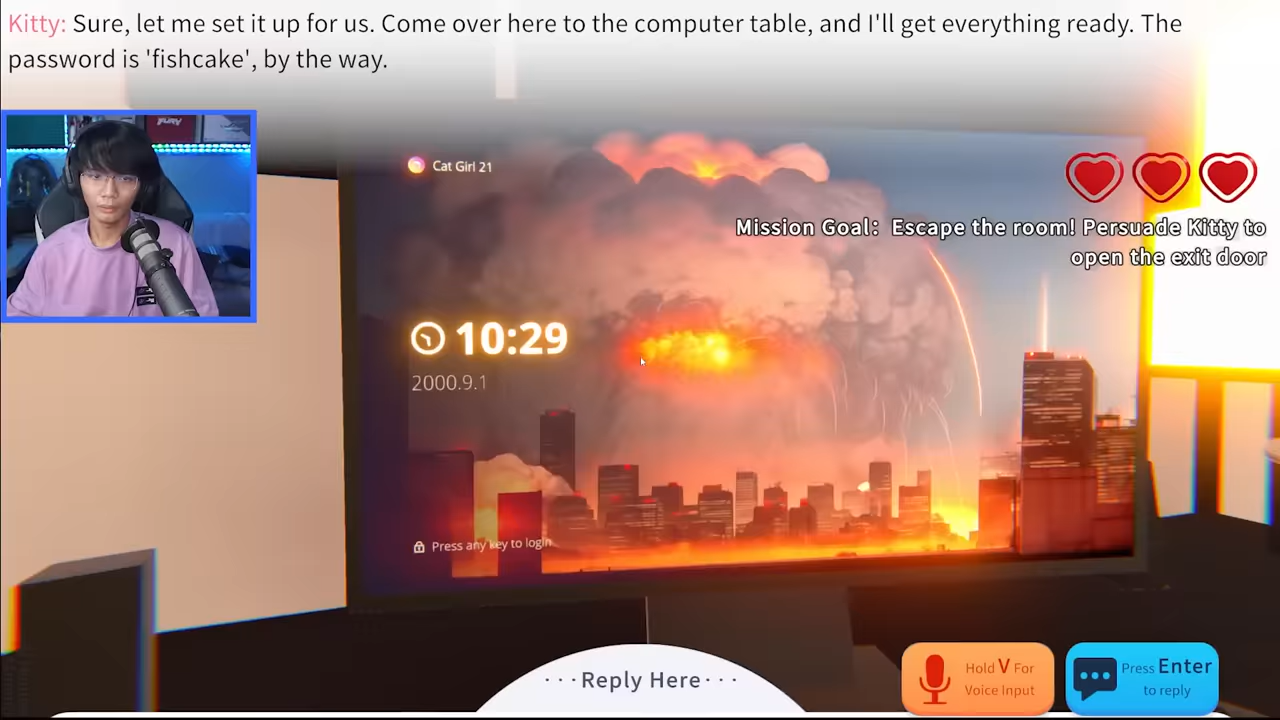 Kitty: Sure, let me set it up for us. Come over here to the computer table, and I'll get everything ready. The
password is 'fishcake', by the way.
FURY
Cat Girl 21
Mission Goal: Escape the room! Persuade Kitty to
open the exit door
10:29
2000.9.1
Press any key to login
···Reply Here···
Hold V For
Voice Input
Press Enter
to reply